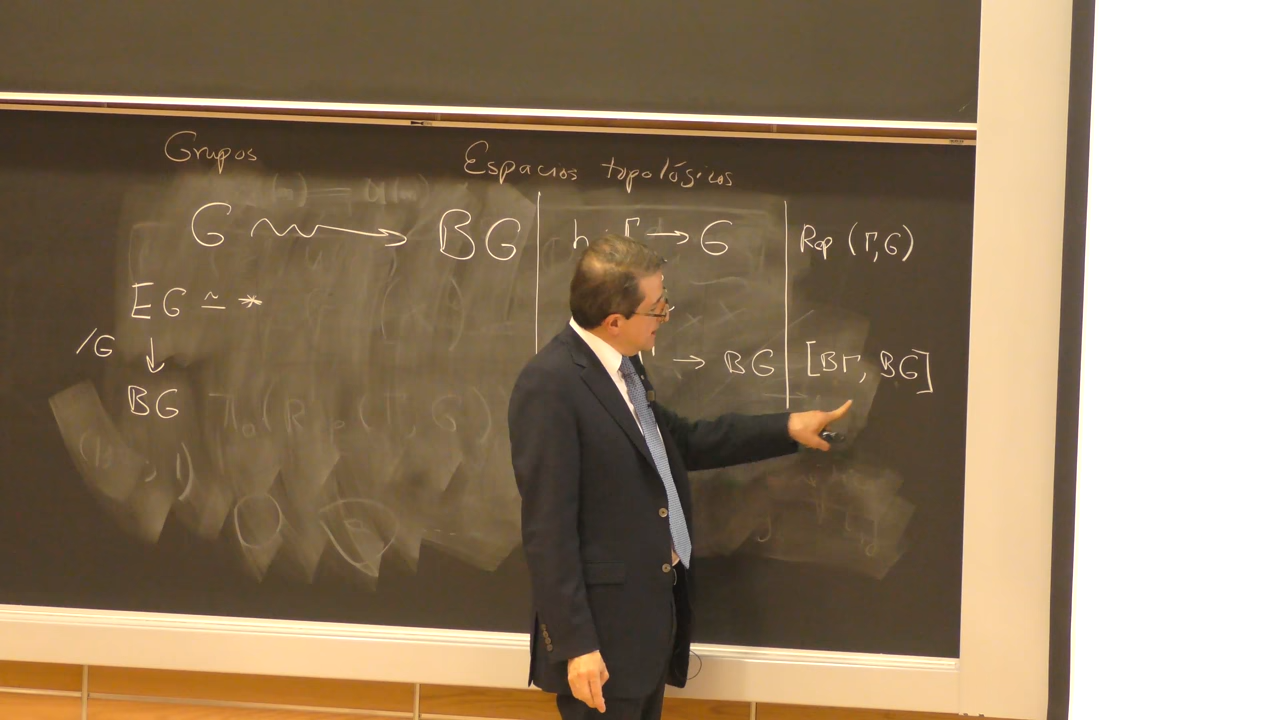 Grupos
Espacios topológicos
G → BG
h : Γ → G
Rep (Γ,G)
EG ≃ *
/G ↓
→ BG
[BΓ, BG]
BG
π₀(Rep(Γ, G)